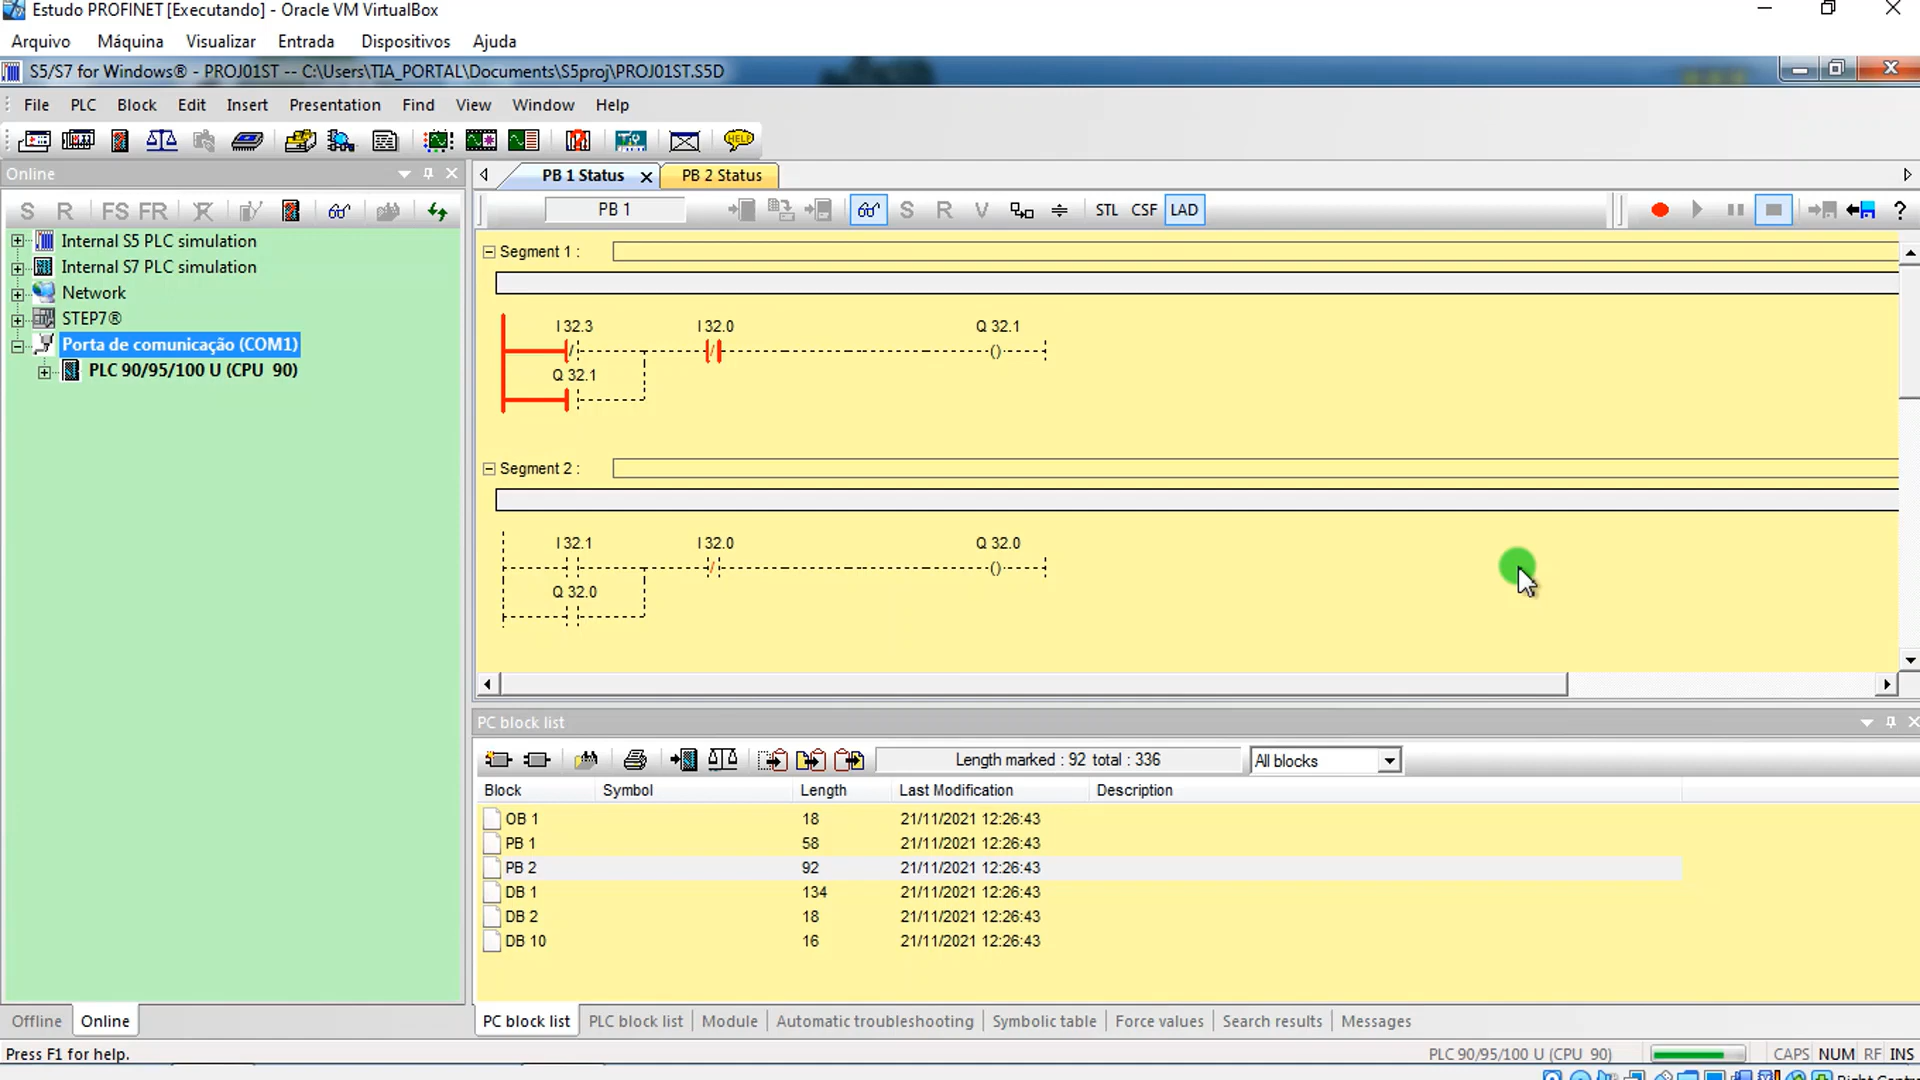 Estudo PROFINET [Executando] - Oracle VM VirtualBox
Arquivo Máquina Visualizar Entrada Dispositivos Ajuda
S5/S7 for Windows® - PROJ01ST -- C:\Users\TIA_PORTAL\Documents\S5proj\PROJ01ST.S5D
File PLC Block Edit Insert Presentation Find View Window Help
HELP
Online
PB 1 Status
PB 2 Status
S R FS FR
PB 1
S R V
STL CSF LAD
?
Internal S5 PLC simulation
Internal S7 PLC simulation
Network
STEP7®
Porta de comunicação (COM1)
PLC 90/95/100 U (CPU 90)
Segment 1 :
I 32.3 I 32.0 Q 32.1
Q 32.1
Segment 2 :
I 32.1 I 32.0 Q 32.0
Q 32.0
PC block list
Length marked : 92 total : 336
All blocks
Block Symbol Length Last Modification Description
OB 1 18 21/11/2021 12:26:43
PB 1 58 21/11/2021 12:26:43
PB 2 92 21/11/2021 12:26:43
DB 1 134 21/11/2021 12:26:43
DB 2 18 21/11/2021 12:26:43
DB 10 16 21/11/2021 12:26:43
Offline Online
PC block list PLC block list Module Automatic troubleshooting Symbolic table Force values Search results Messages
Press F1 for help.
PLC 90/95/100 U (CPU 90)
CAPS NUM RF INS